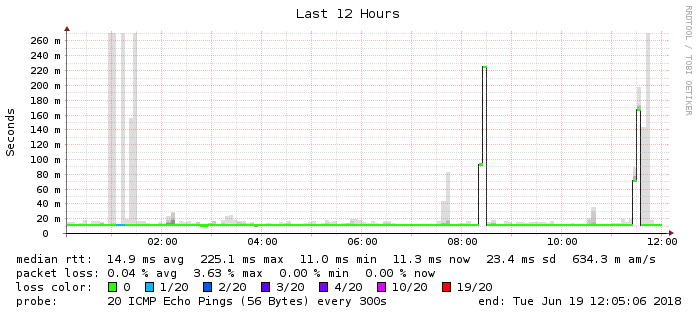 Last 12 Hours
RRDTOOL / TOBI OETIKER
Seconds
260 m
240 m
220 m
200 m
180 m
160 m
140 m
120 m
100 m
80 m
60 m
40 m
20 m
0
02:00 04:00 06:00 08:00 10:00 12:00
median rtt: 14.9 ms avg 225.1 ms max 11.0 ms min 11.3 ms now 23.4 ms sd 634.3 m am/s
packet loss: 0.04 % avg 3.63 % max 0.00 % min 0.00 % now
loss color: 0 1/20 2/20 3/20 4/20 10/20 19/20
probe: 20 ICMP Echo Pings (56 Bytes) every 300s end: Tue Jun 19 12:05:06 2018